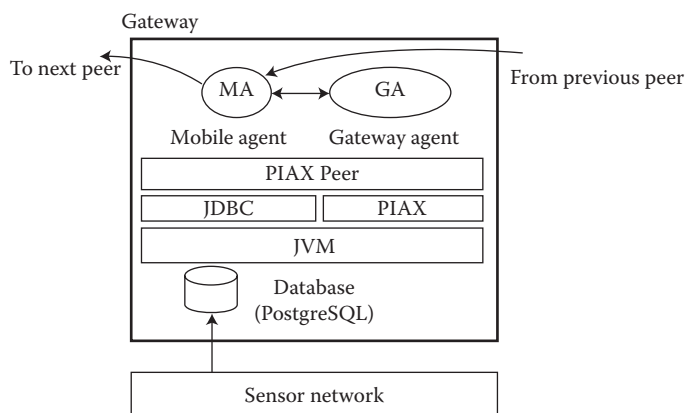 Gateway
To next peer
From previous peer
MA
GA
Mobile agent
Gateway agent
PIAX Peer
JDBC
PIAX
JVM
Database
(PostgreSQL)
Sensor network